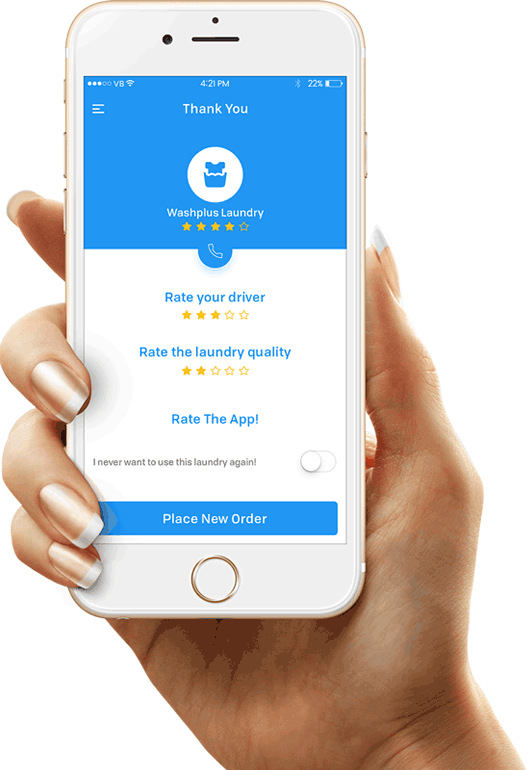 VB 4:21 PM 22%
Thank You
Washplus Laundry
Rate your driver
Rate the laundry quality
Rate The App!
I never want to use this laundry again!
Place New Order